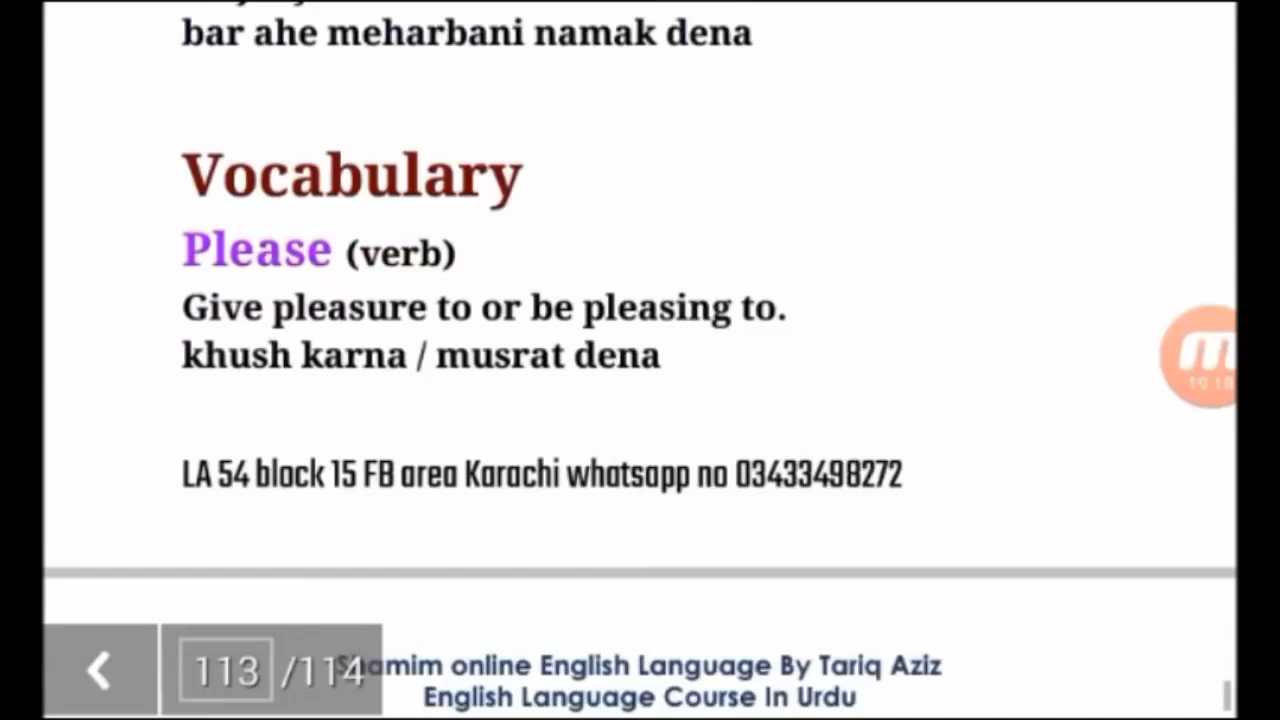 bar ahe meharbani namak dena
Vocabulary
Please (verb)
Give pleasure to or be pleasing to.
khush karna / musrat dena
LA 54 block 15 FB area Karachi whatsapp no 03433498272
113 /114
Shamim online English Language By Tariq Aziz
English Language Course In Urdu